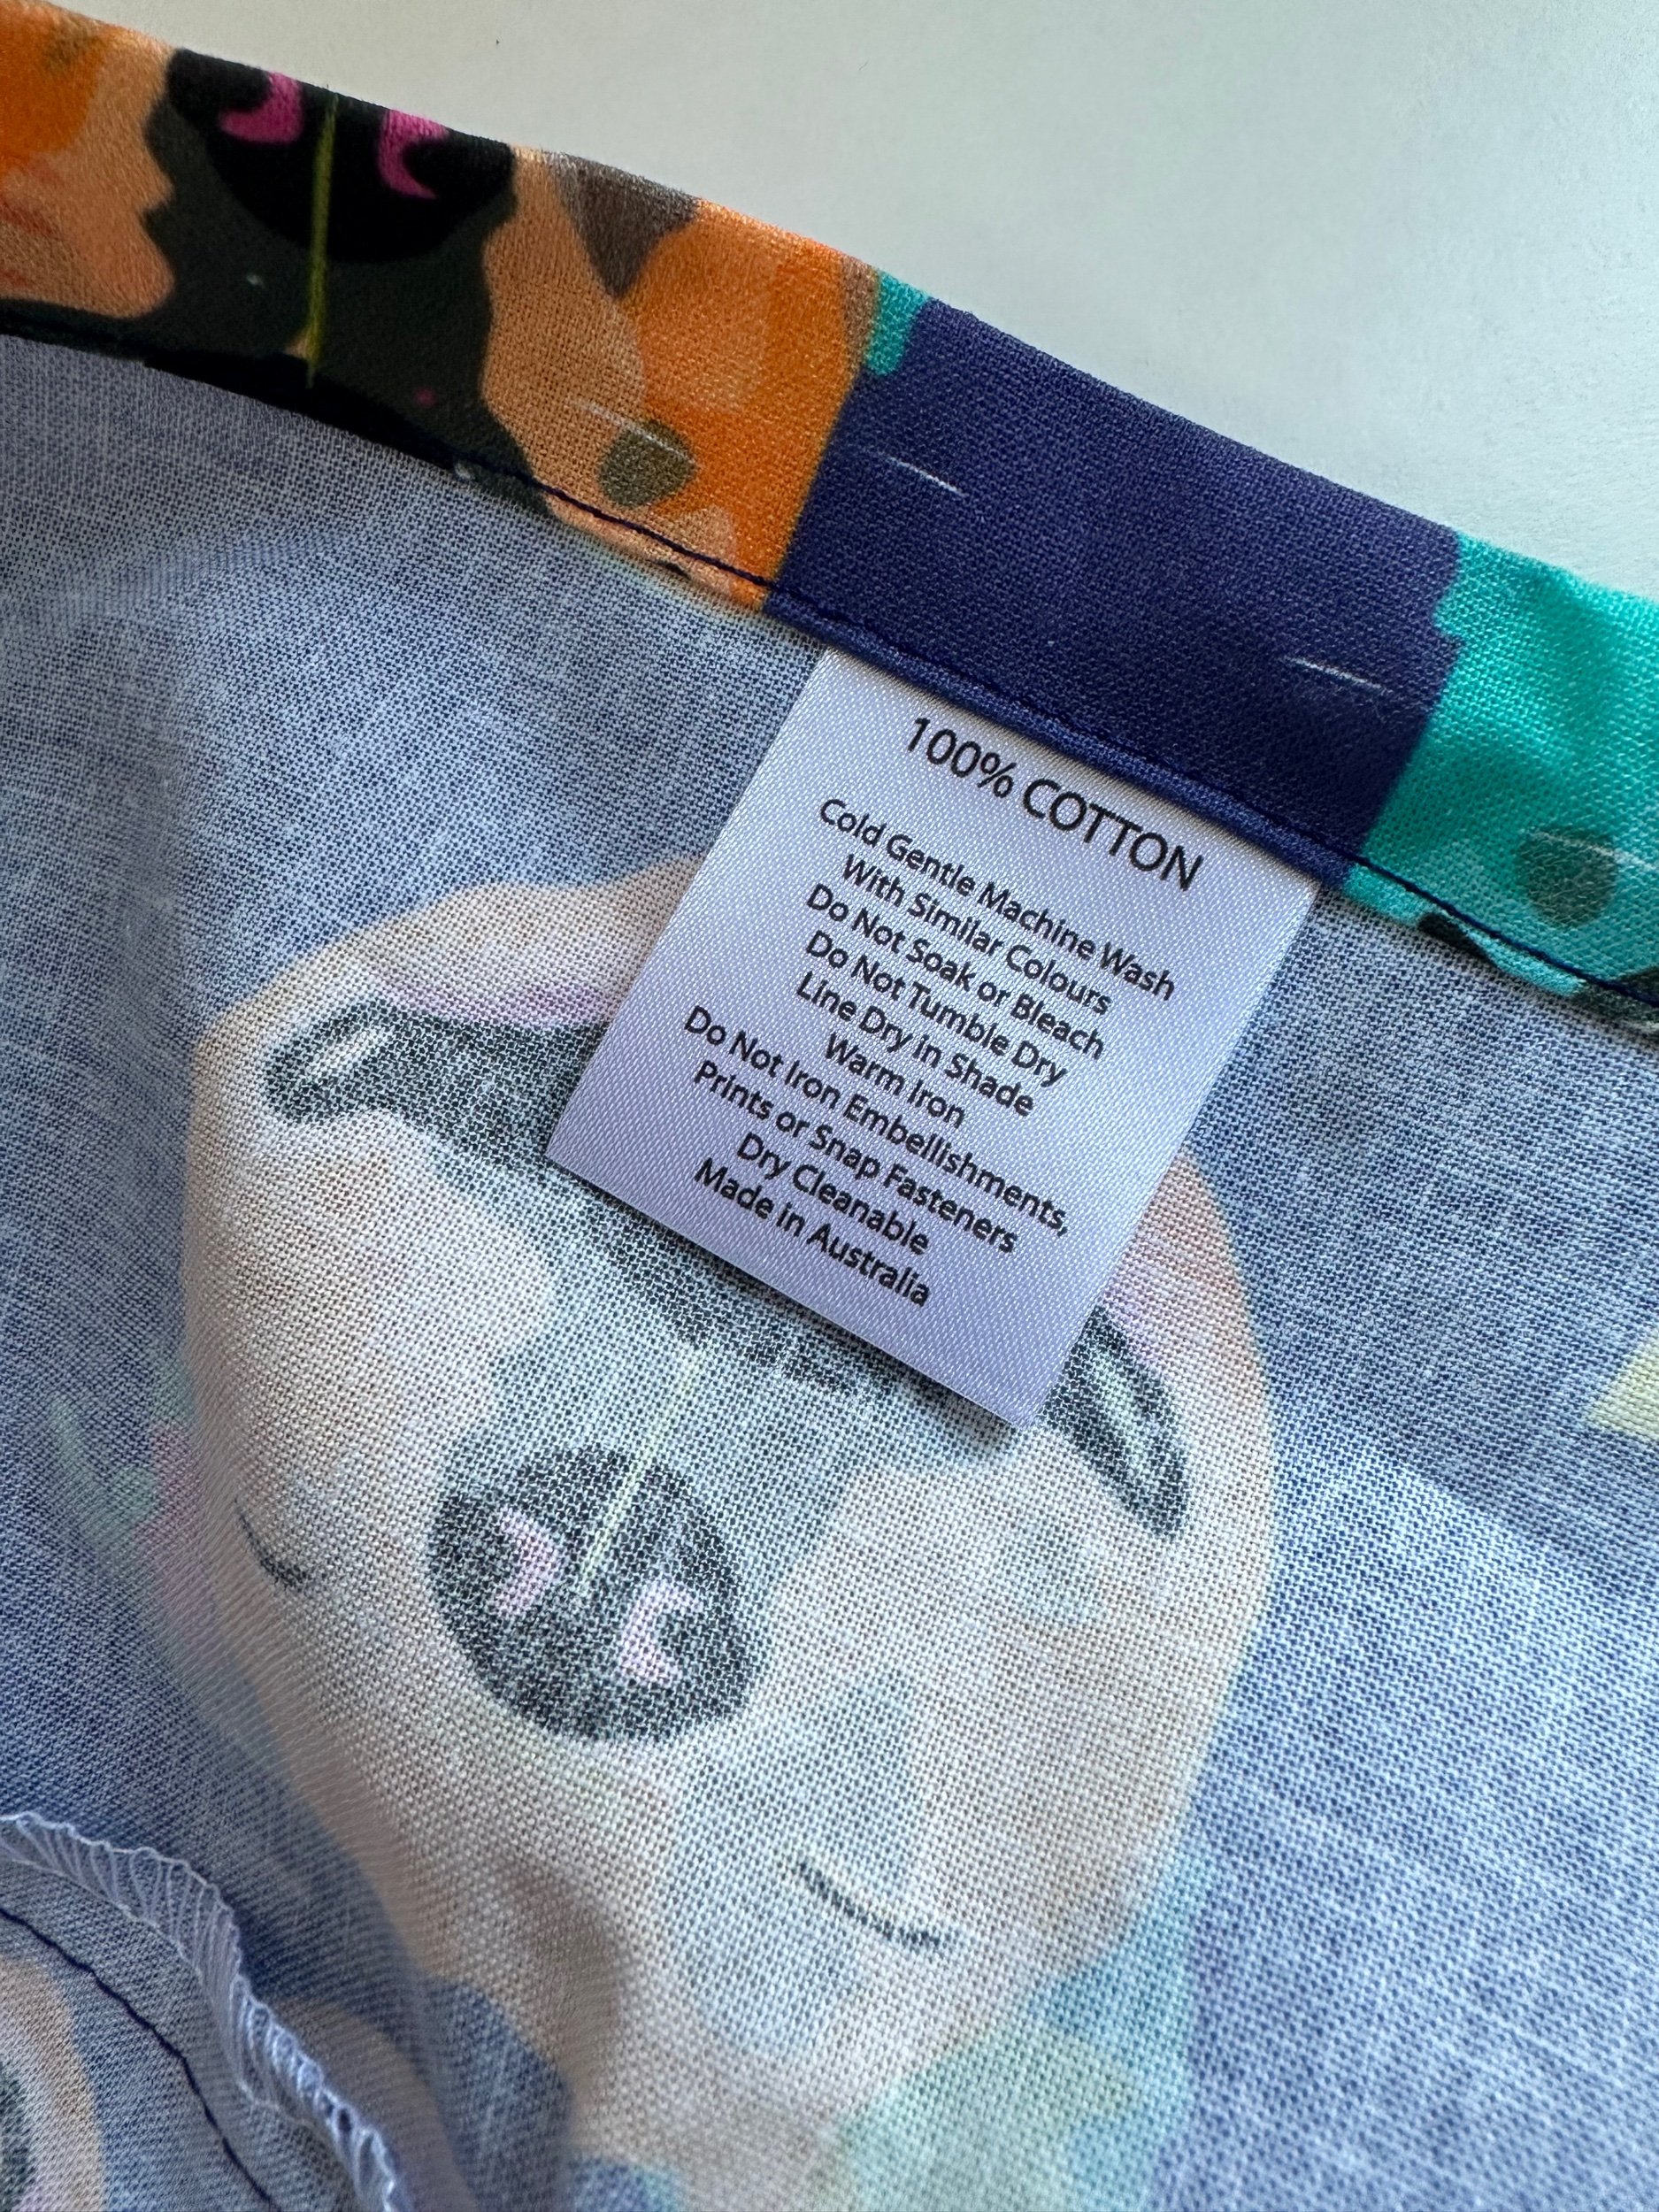 100% COTTON
Cold Gentle Machine Wash
With Similar Colours
Do Not Soak or Bleach
Do Not Tumble Dry
Line Dry in Shade
Warm Iron
Do Not Iron Embellishments,
Prints or Snap Fasteners
Dry Cleanable
Made in Australia